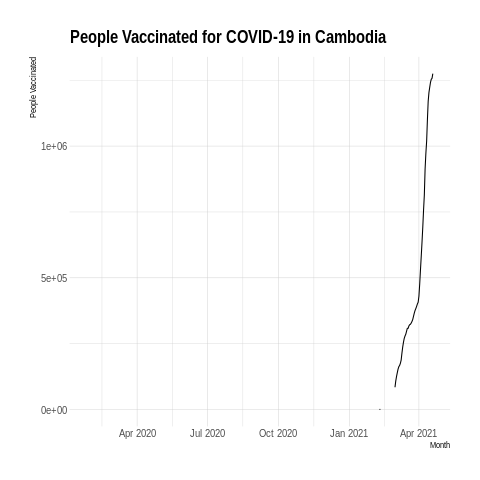 People Vaccinated for COVID-19 in Cambodia
People Vaccinated
1e+06
5e+05
0e+00
Apr 2020 Jul 2020 Oct 2020 Jan 2021 Apr 2021
Month